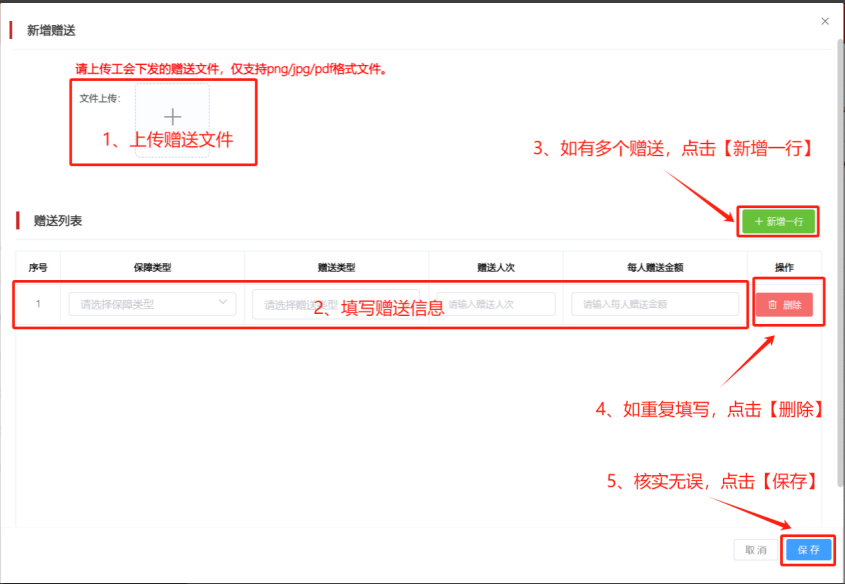 新增赠送
请上传工会下发的赠送文件，仅支持png/jpg/pdf格式文件。
文件上传：
1、上传赠送文件
3、如有多个赠送，点击【新增一行】
赠送列表
+ 新增一行
序号 保障类型 赠送类型 赠送人次 每人赠送金额 操作
1 请选择保障类型 请选择赠送类型 请输入赠送人次 请输入每人赠送金额 删除
2、填写赠送信息
4、如重复填写，点击【删除】
5、核实无误，点击【保存】
取消 保存